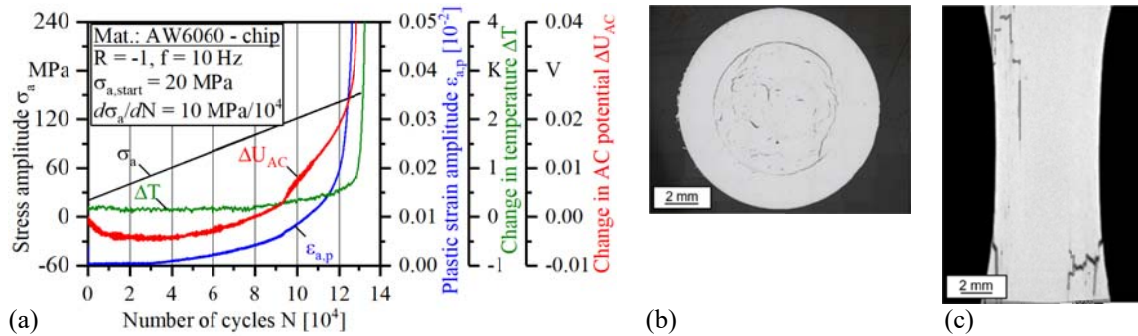 Mat.: AW6060 - chip
R = -1, f = 10 Hz
σa,start = 20 MPa
dσa/dN = 10 MPa/10⁴
Stress amplitude σa
240
MPa
120
60
0
-60
σa
ΔT
ΔUAC
εa,p
0 2 4 6 8 10 12 14
Number of cycles N [10⁴]
0.05
0.04
0.03
0.02
0.01
0.00
Plastic strain amplitude εa,p [10⁻²]
4
K
2
1
0
-1
Change in temperature ΔT
0.04
V
0.02
0.01
0.00
-0.01
Change in AC potential ΔUAC
(a)
2 mm
(b)
2 mm
(c)